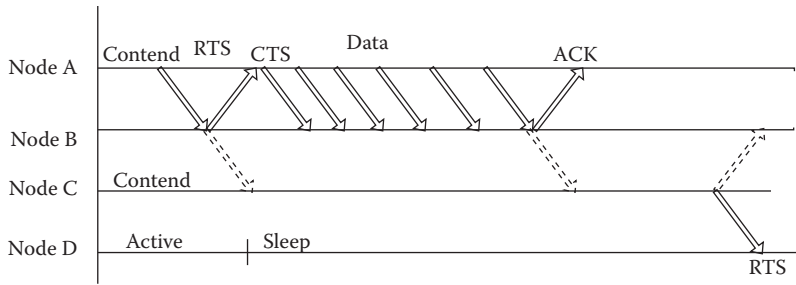 Node A
Contend
RTS
CTS
Data
ACK
Node B
Node C
Contend
Node D
Active
Sleep
RTS